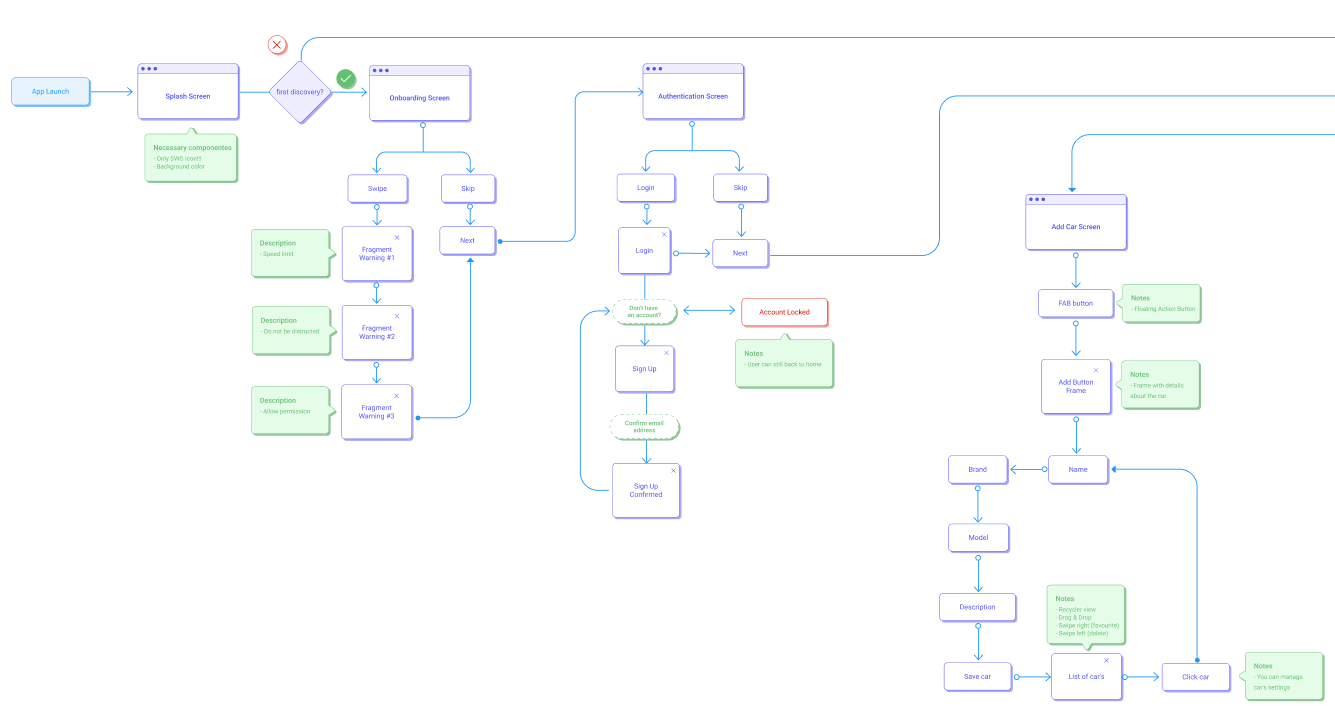 App Launch
Splash Screen
Necessary componentes
- Only SWG icon!!!
- Background color
first discovery?
Onboarding Screen
Swipe
Skip
Next
Description
- Speed limit
Fragment
Warning #1
Description
- Do not be distructed
Fragment
Warning #2
Description
- Allow permission
Fragment
Warning #3
Authentication Screen
Login
Skip
Login
Next
Don't have
an account?
Account Locked
Notes
- User can still back to home
Sign Up
Confirm email
address
Sign Up
Confirmed
Add Car Screen
FAB button
Notes
- Floating Action Button
Add Button
Frame
Notes
- Frame with details
about the car
Brand
Name
Model
Description
Notes
- Recycler view
- Drag & Drop
- Swipe right (favourite)
- Swipe left (delete)
Save car
List of car's
Click car
Notes
- You can manage
car's settings